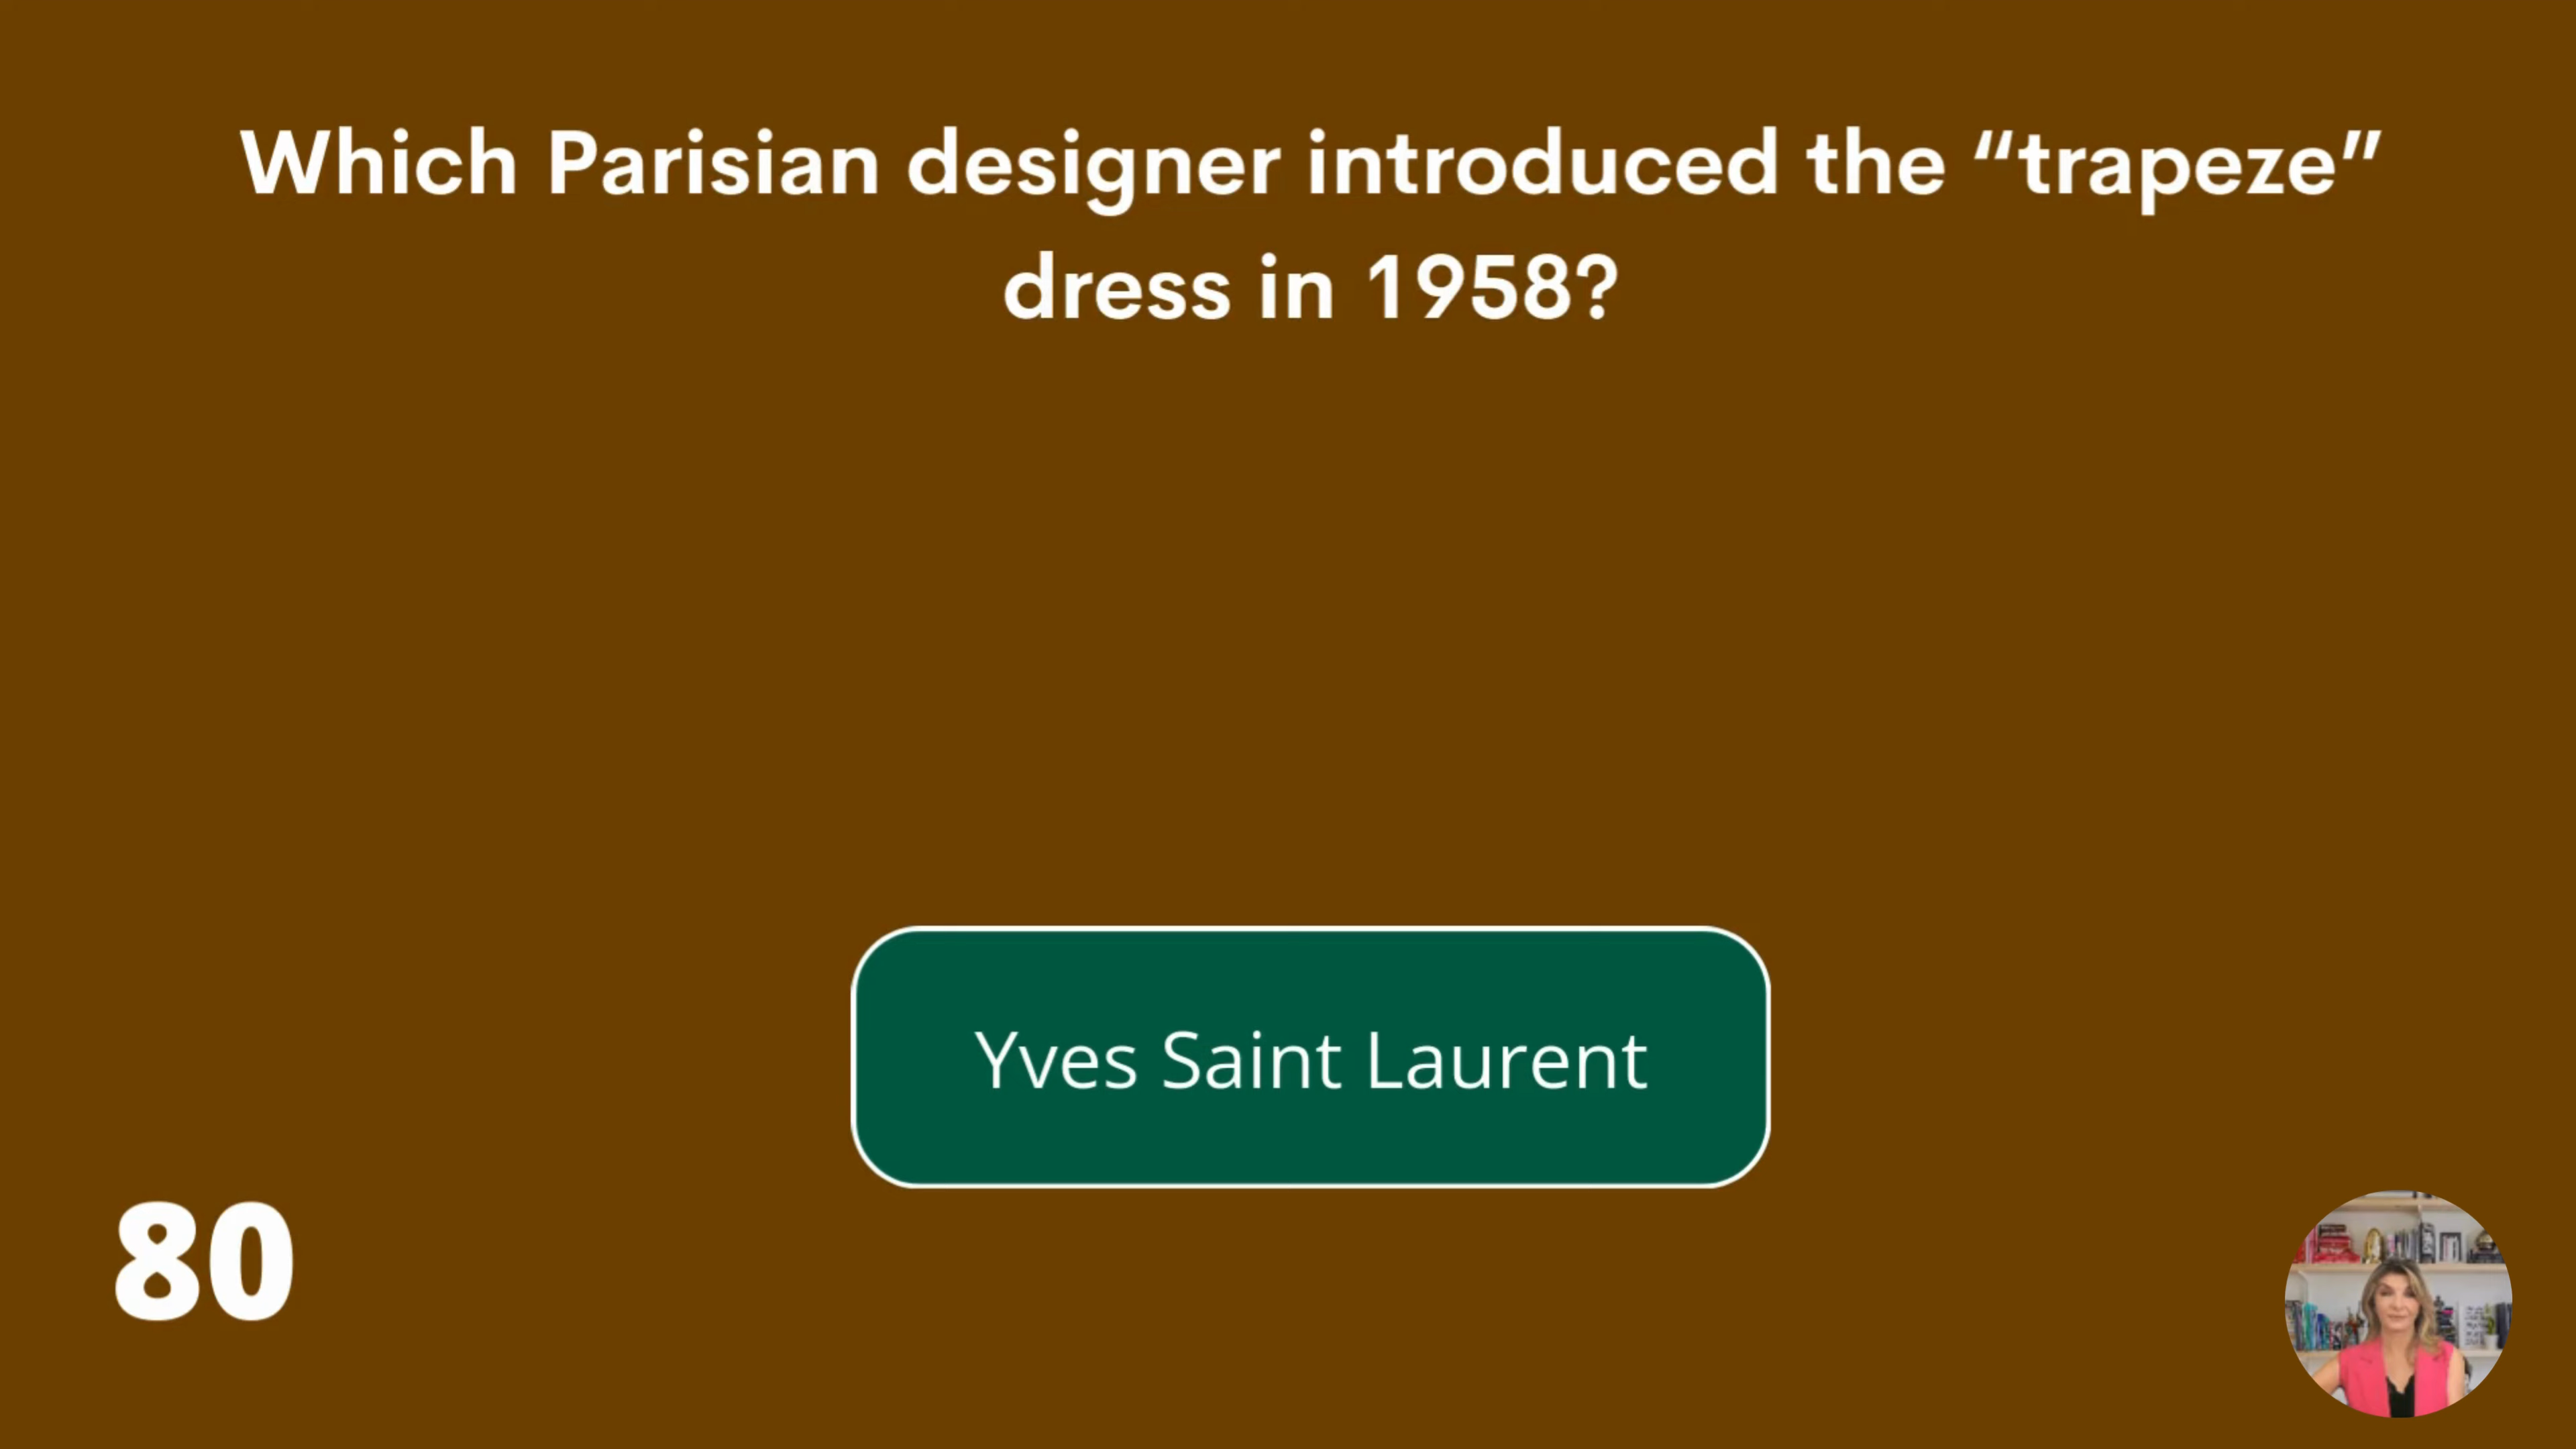 Which Parisian designer introduced the “trapeze”
dress in 1958?
Yves Saint Laurent
80